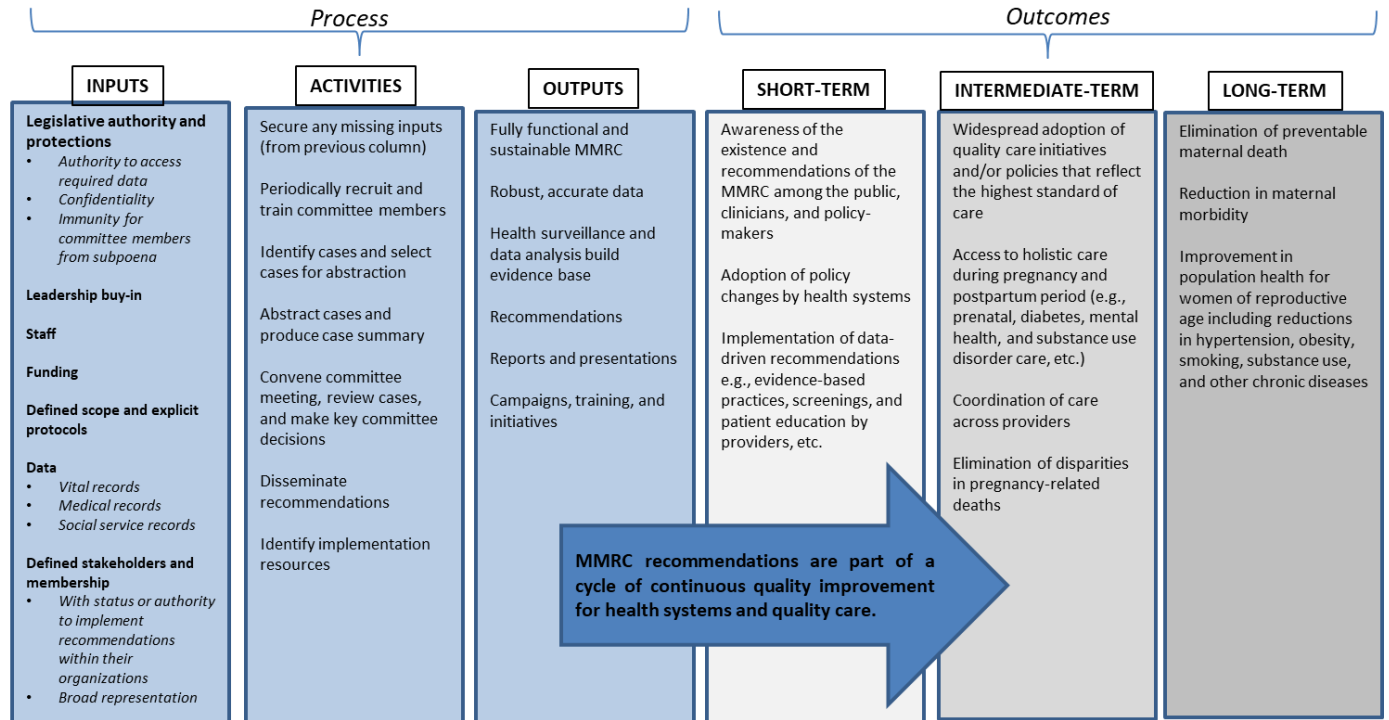 Process
Outcomes
INPUTS
Legislative authority and
protections
• Authority to access
required data
• Confidentiality
• Immunity for
committee members
from subpoena
Leadership buy-in
Staff
Funding
Defined scope and explicit
protocols
Data
• Vital records
• Medical records
• Social service records
Defined stakeholders and
membership
• With status or authority
to implement
recommendations
within their
organizations
• Broad representation
ACTIVITIES
Secure any missing inputs
(from previous column)
Periodically recruit and
train committee members
Identify cases and select
cases for abstraction
Abstract cases and
produce case summary
Convene committee
meeting, review cases,
and make key committee
decisions
Disseminate
recommendations
Identify implementation
resources
OUTPUTS
Fully functional and
sustainable MMRC
Robust, accurate data
Health surveillance and
data analysis build
evidence base
Recommendations
Reports and presentations
Campaigns, training, and
initiatives
SHORT-TERM
Awareness of the
existence and
recommendations of the
MMRC among the public,
clinicians, and policy-
makers
Adoption of policy
changes by health systems
Implementation of data-
driven recommendations
e.g., evidence-based
practices, screenings, and
patient education by
providers, etc.
INTERMEDIATE-TERM
Widespread adoption of
quality care initiatives
and/or policies that reflect
the highest standard of
care
Access to holistic care
during pregnancy and
postpartum period (e.g.,
prenatal, diabetes, mental
health, and substance use
disorder care, etc.)
Coordination of care
across providers
Elimination of disparities
in pregnancy-related
deaths
LONG-TERM
Elimination of preventable
maternal death
Reduction in maternal
morbidity
Improvement in
population health for
women of reproductive
age including reductions
in hypertension, obesity,
smoking, substance use,
and other chronic diseases
MMRC recommendations are part of a
cycle of continuous quality improvement
for health systems and quality care.